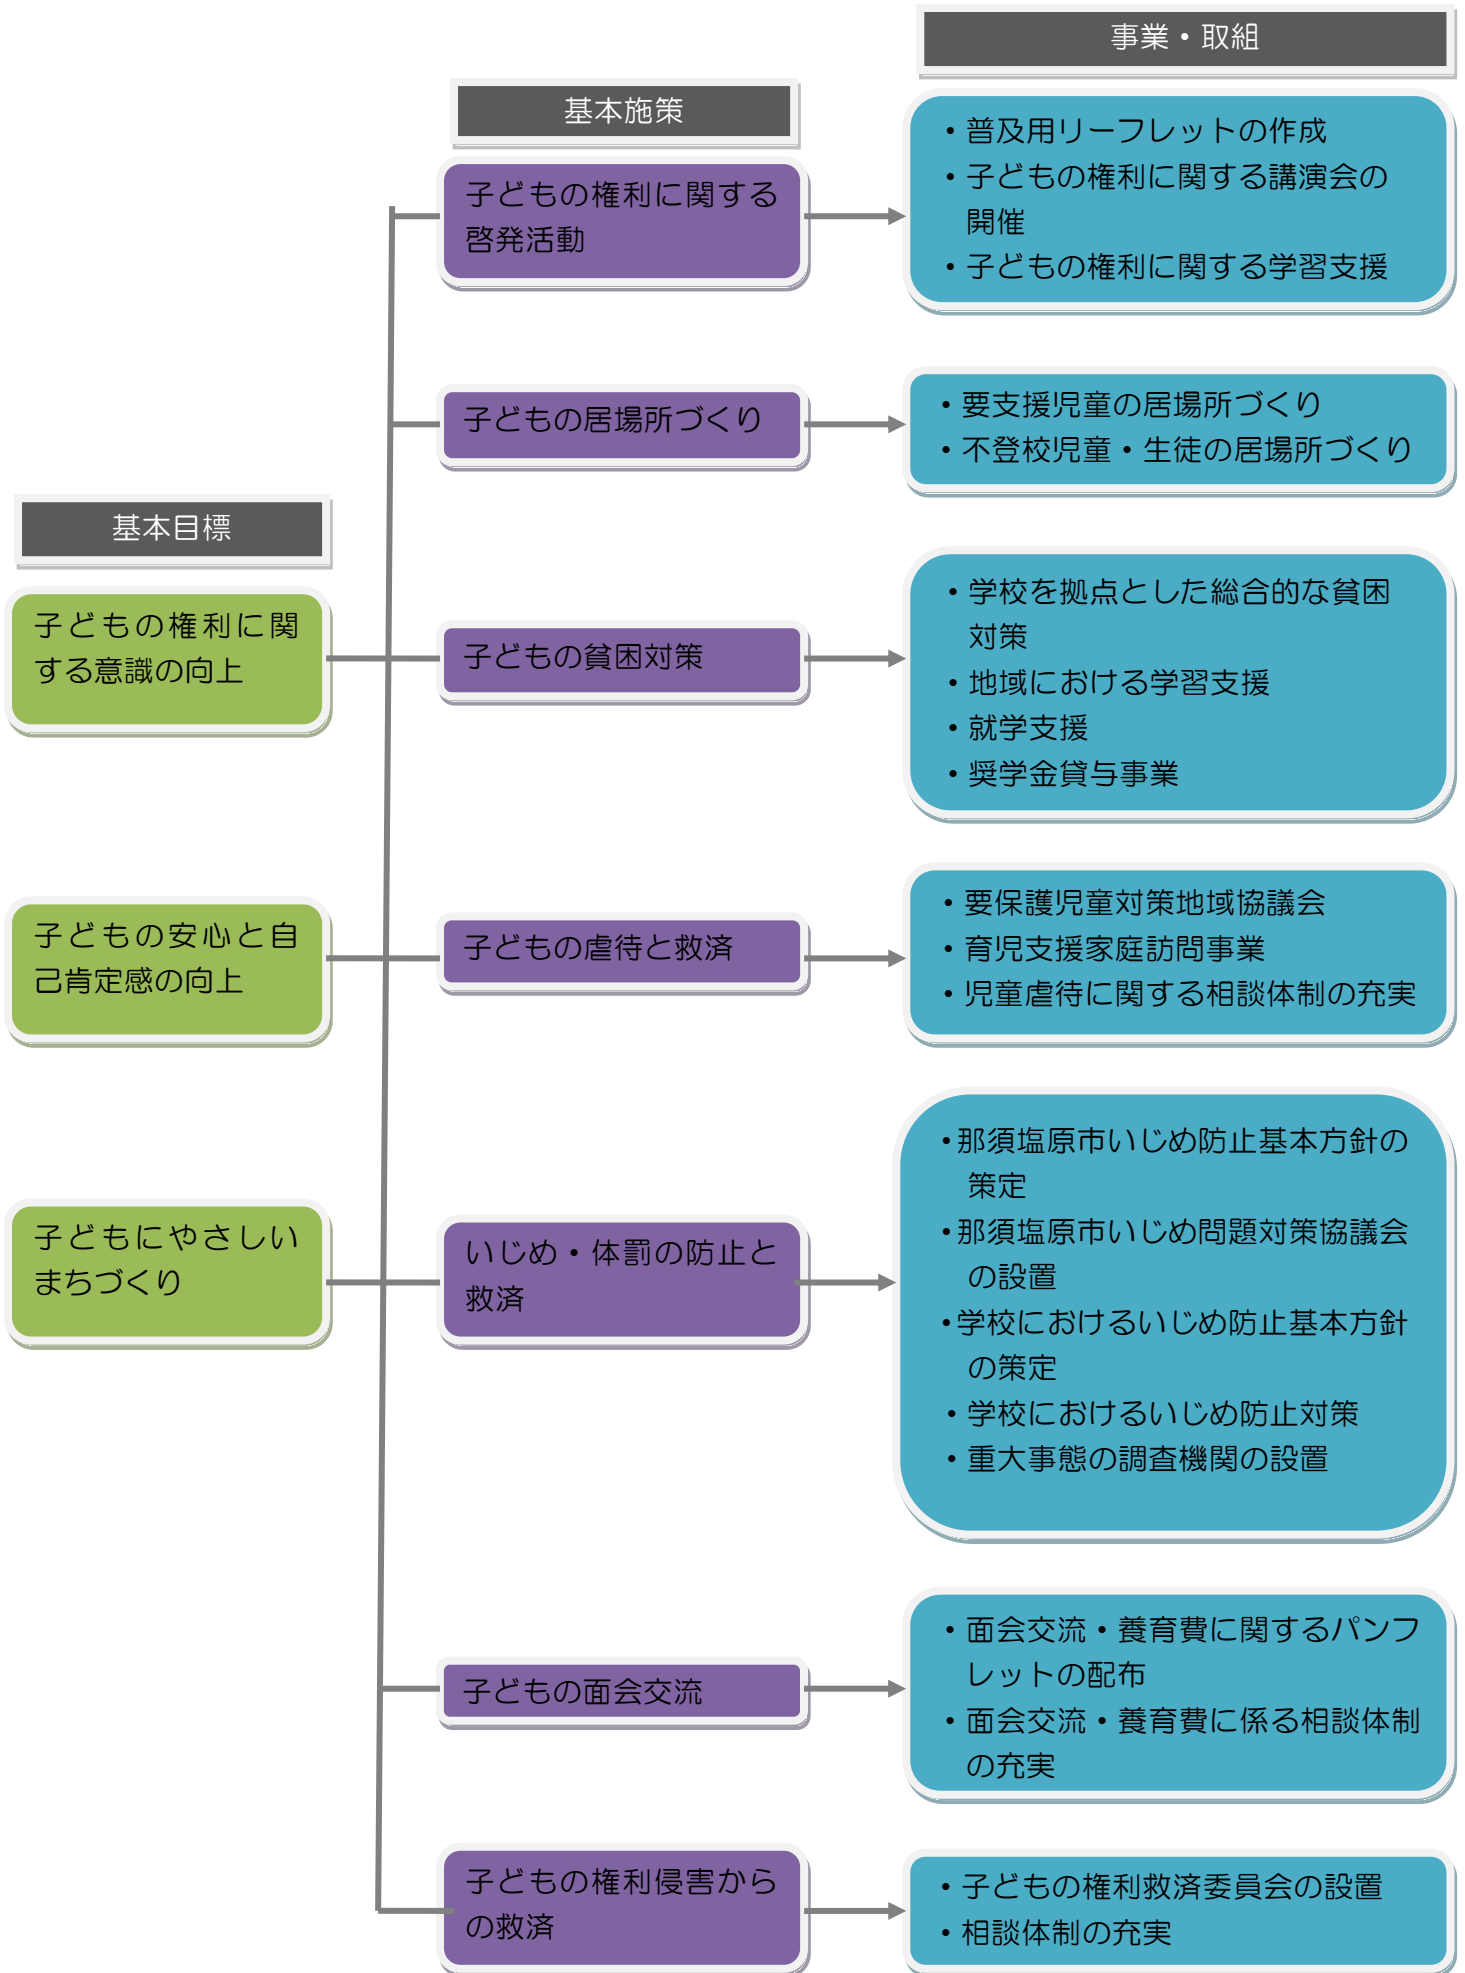 事業・取組
基本施策
・普及用リーフレットの作成
・子どもの権利に関する講演会の
開催
・子どもの権利に関する学習支援
子どもの権利に関する
啓発活動
子どもの居場所づくり
・要支援児童の居場所づくり
・不登校児童・生徒の居場所づくり
基本目標
子どもの権利に関
する意識の向上
子どもの貧困対策
・学校を拠点とした総合的な貧困
対策
・地域における学習支援
・就学支援
・奨学金貸与事業
子どもの安心と自
己肯定感の向上
子どもの虐待と救済
・要保護児童対策地域協議会
・育児支援家庭訪問事業
・児童虐待に関する相談体制の充実
子どもにやさしい
まちづくり
いじめ・体罰の防止と
救済
・那須塩原市いじめ防止基本方針の
策定
・那須塩原市いじめ問題対策協議会
の設置
・学校におけるいじめ防止基本方針
の策定
・学校におけるいじめ防止対策
・重大事態の調査機関の設置
子どもの面会交流
・面会交流・養育費に関するパンフ
レットの配布
・面会交流・養育費に係る相談体制
の充実
子どもの権利侵害から
の救済
・子どもの権利救済委員会の設置
・相談体制の充実